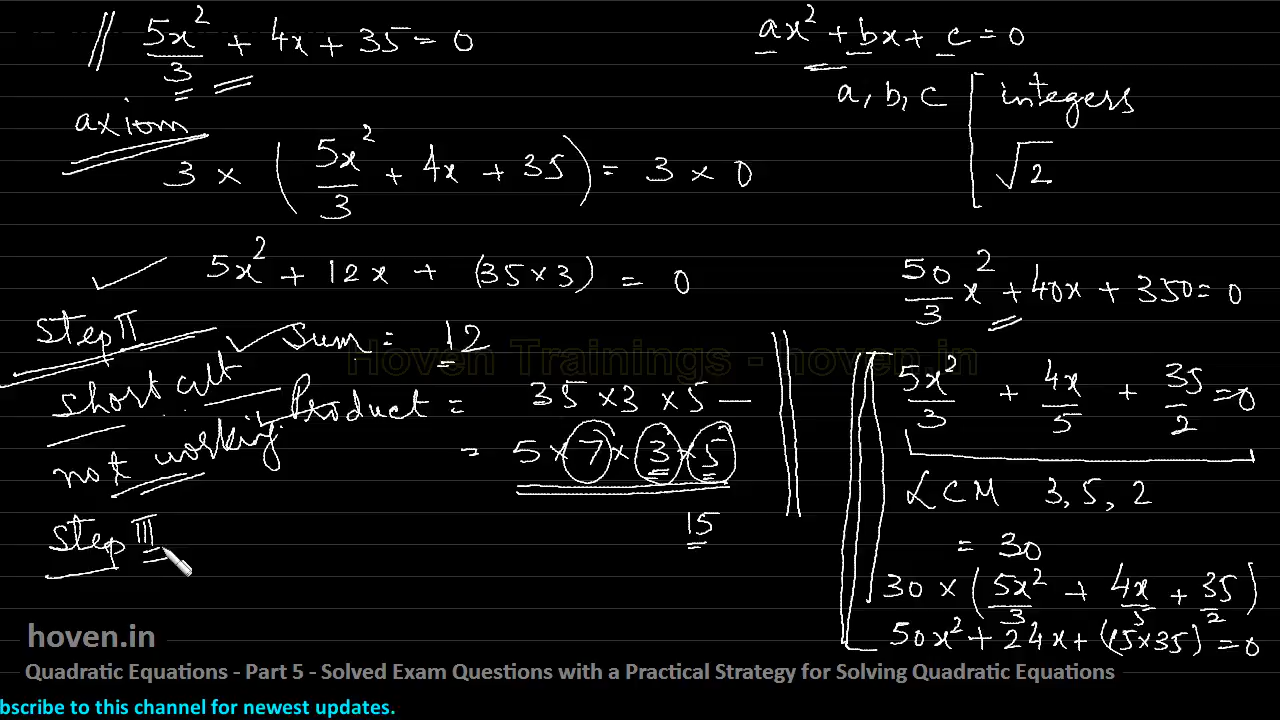 // 5x²/3 + 4x + 35 = 0
ax² + bx + c = 0
a, b, c | integers
√2
axiom
3 × ( 5x²/3 + 4x + 35 ) = 3 × 0
✓ 5x² + 12x + (35×3) = 0
50/3 x² + 40x + 350 = 0
Step II
✓ Sum = 12
short cut
Product = 35 × 3 × 5 —
not working
= 5 × 7 × 3 × 5
15
Step III
5x²/3 + 4x/5 + 35/2 = 0
LCM 3, 5, 2
= 30
30 × ( 5x²/3 + 4x/5 + 35/2 )
50x² + 24x + (15×35) = 0
Hoven Trainings - hoven.in
hoven.in
Quadratic Equations - Part 5 - Solved Exam Questions with a Practical Strategy for Solving Quadratic Equations
bscribe to this channel for newest updates.